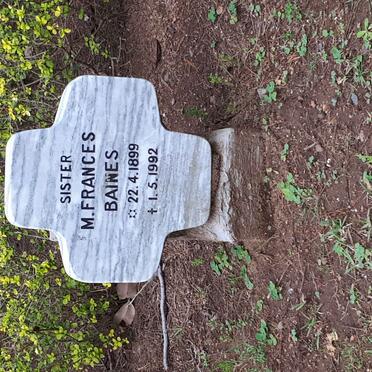 SISTER
M. FRANCES
BAINES
☼ 22.4.1899
† 1.5.1992